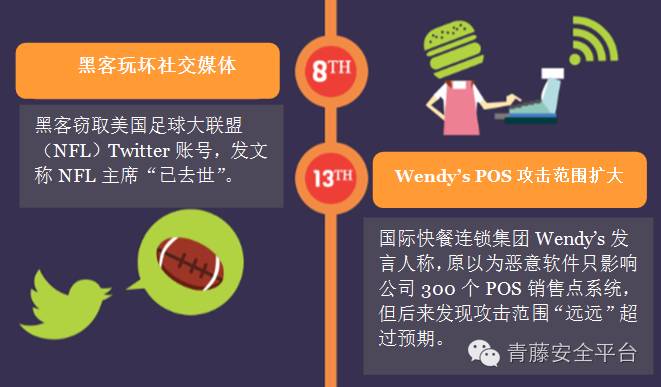 黑客玩坏社交媒体
8TH
黑客窃取美国足球大联盟
（NFL）Twitter 账号，发文
称 NFL 主席“已去世”。
13TH
Wendy’s POS 攻击范围扩大
国际快餐连锁集团 Wendy’s 发
言人称，原以为恶意软件只影响
公司 300 个 POS 销售点系统，
但后来发现攻击范围“远远”超
过预期。
青藤安全平台